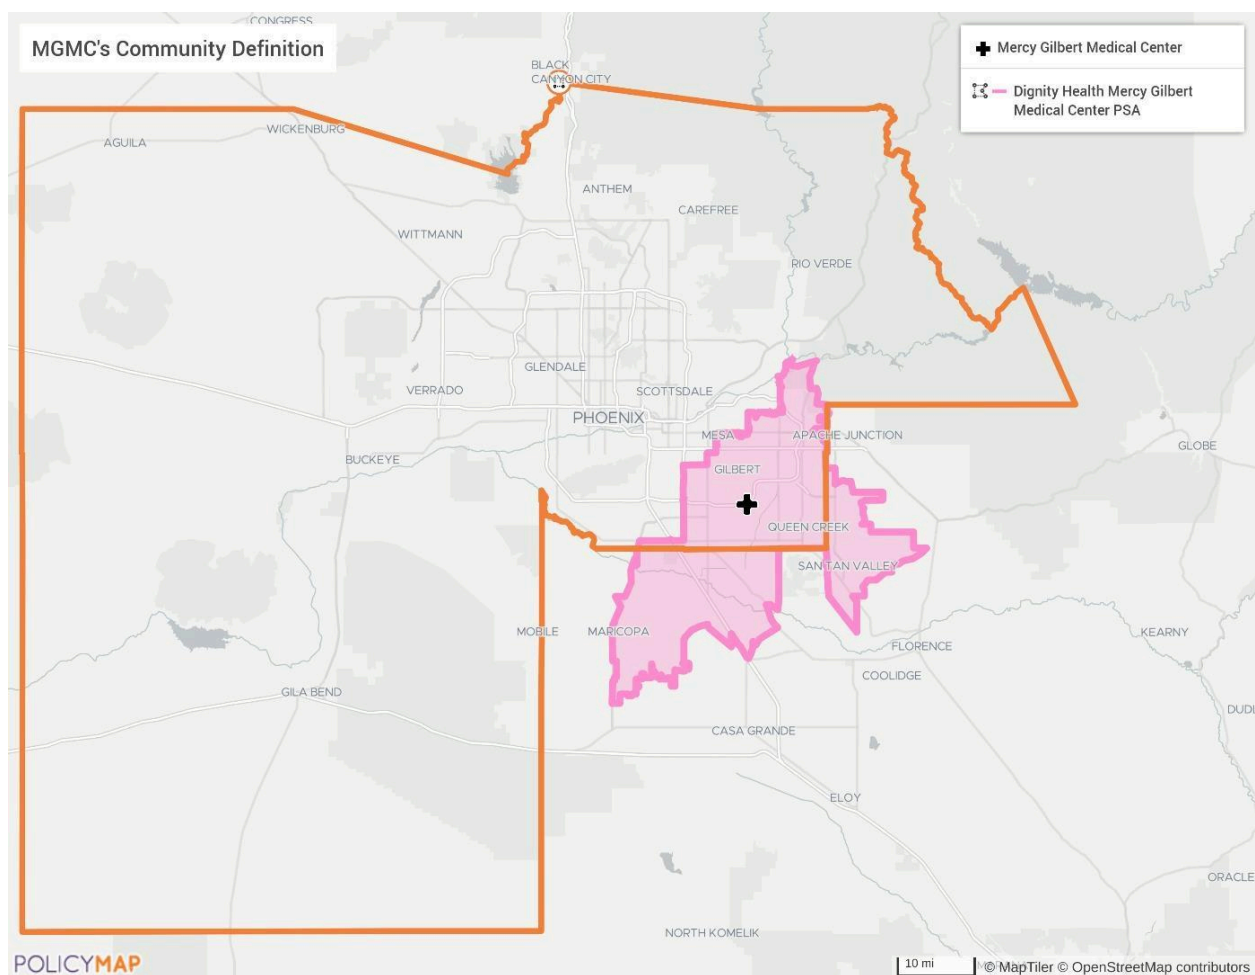 CONGRESS
MGMC's Community Definition
Mercy Gilbert Medical Center
Dignity Health Mercy Gilbert
Medical Center PSA
BLACK
CANYON CITY
WICKENBURG
AGUILA
ANTHEM
CAREFREE
WITTMANN
RIO VERDE
GLENDALE
VERRADO
SCOTTSDALE
PHOENIX
MESA
APACHE JUNCTION
GLOBE
BUCKEYE
GILBERT
QUEEN CREEK
SAN TAN VALLEY
MOBILE
MARICOPA
KEARNY
FLORENCE
COOLIDGE
GILA BEND
DUDL
CASA GRANDE
ELOY
ORACLE
NORTH KOMELIK
POLICYMAP
10 mi
© MapTiler © OpenStreetMap contributors